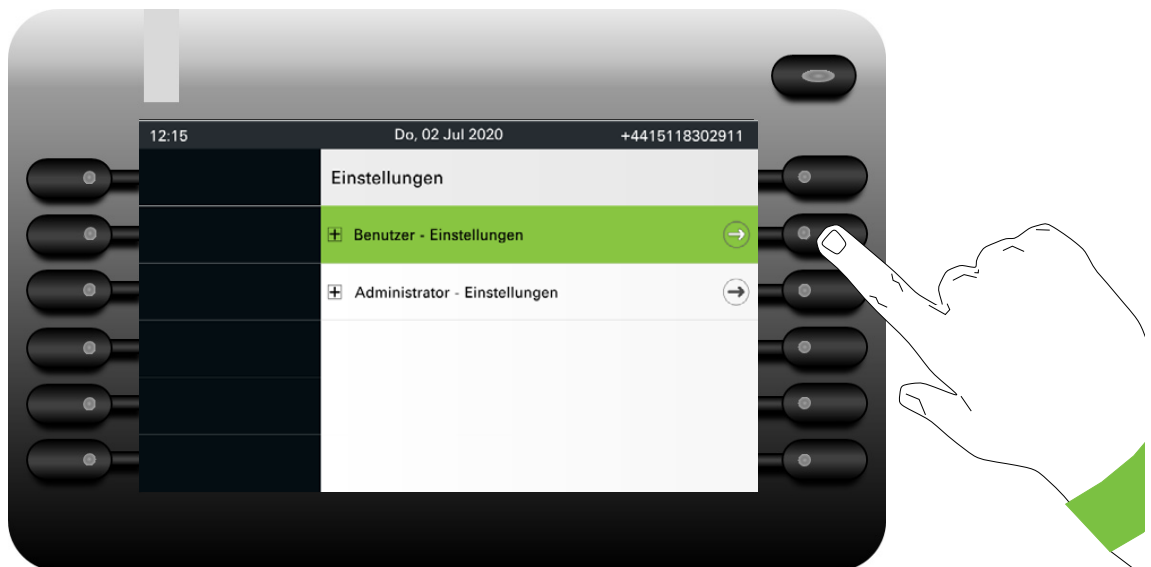 12:15 Do, 02 Jul 2020 +4415118302911
Einstellungen
Benutzer - Einstellungen
Administrator - Einstellungen